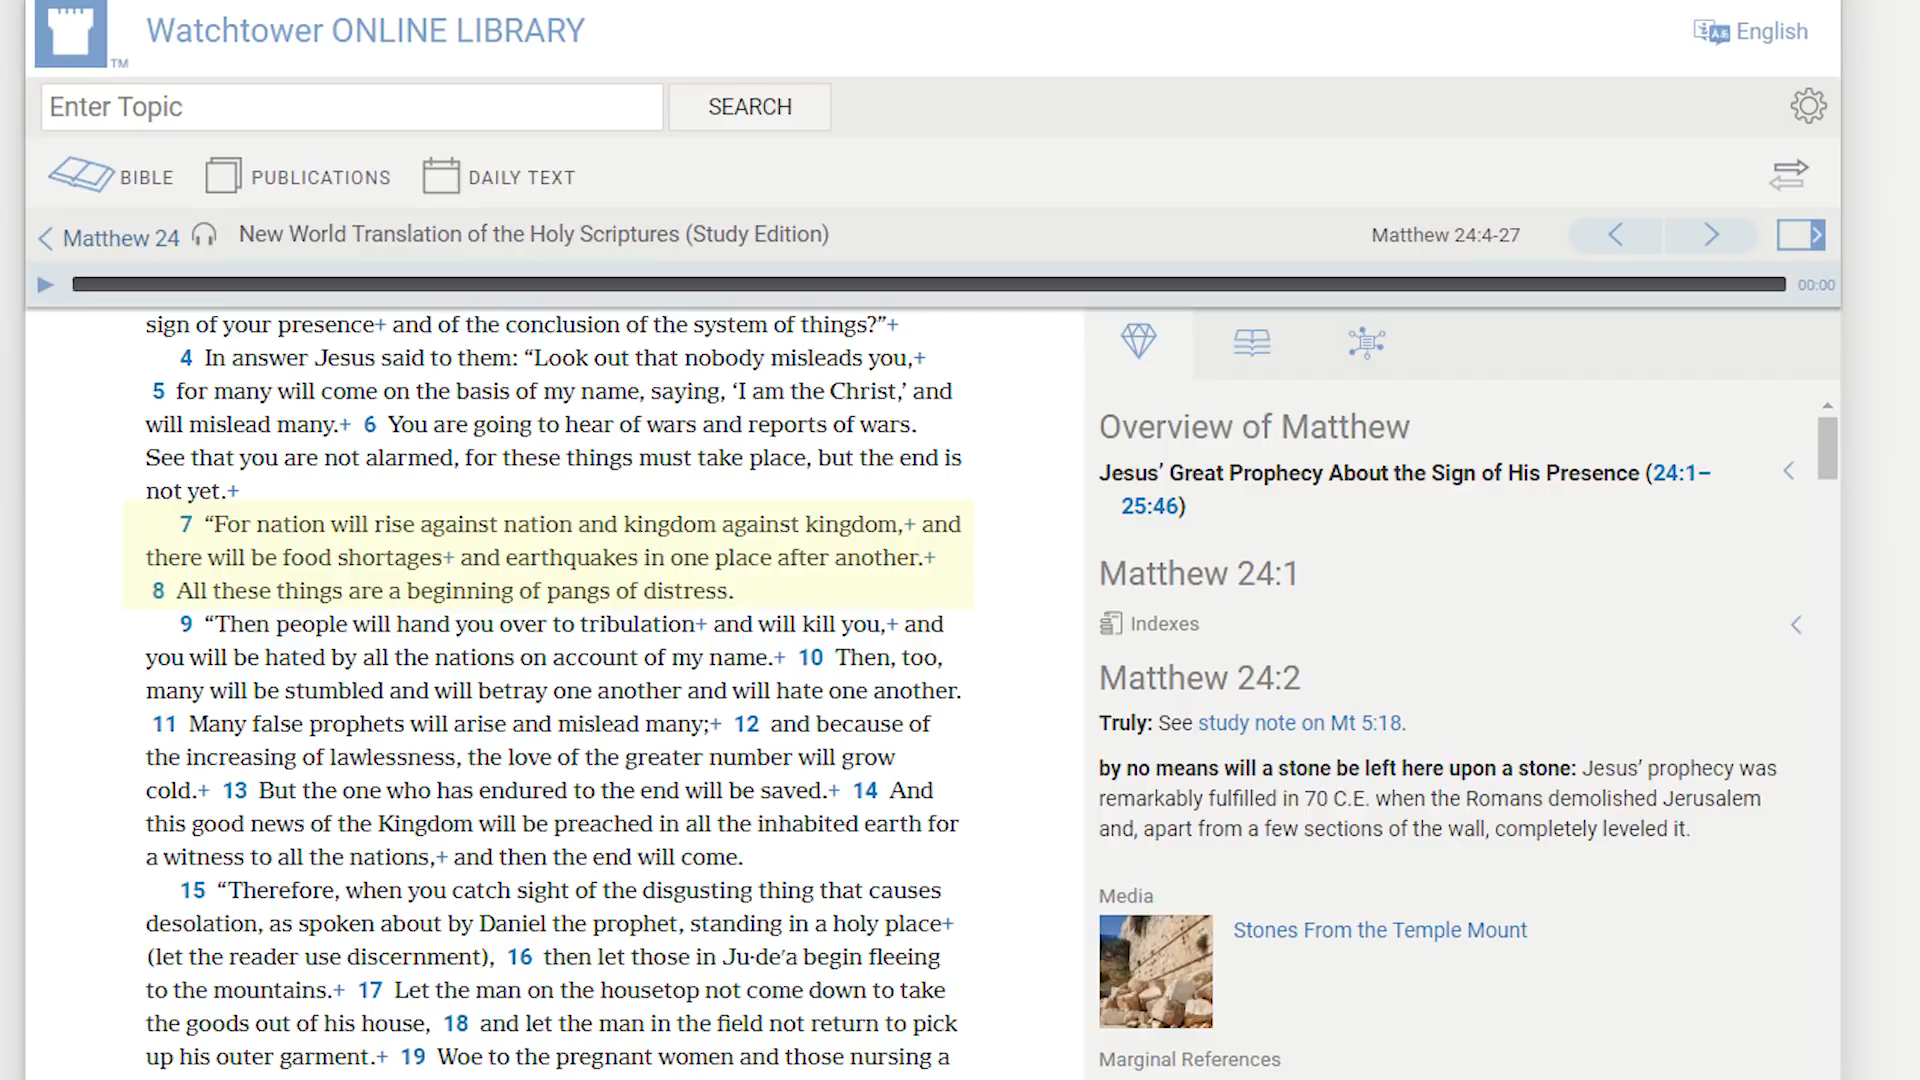 Watchtower ONLINE LIBRARY
TM
English
Enter Topic
SEARCH
BIBLE
PUBLICATIONS
DAILY TEXT
Matthew 24
New World Translation of the Holy Scriptures (Study Edition)
Matthew 24:4-27
00:00
sign of your presence+ and of the conclusion of the system of things?”+
4 In answer Jesus said to them: “Look out that nobody misleads you,+
5 for many will come on the basis of my name, saying, ‘I am the Christ,’ and
will mislead many.+ 6 You are going to hear of wars and reports of wars.
See that you are not alarmed, for these things must take place, but the end is
not yet.+
7 “For nation will rise against nation and kingdom against kingdom,+ and
there will be food shortages+ and earthquakes in one place after another.+
8 All these things are a beginning of pangs of distress.
9 “Then people will hand you over to tribulation+ and will kill you,+ and
you will be hated by all the nations on account of my name.+ 10 Then, too,
many will be stumbled and will betray one another and will hate one another.
11 Many false prophets will arise and mislead many;+ 12 and because of
the increasing of lawlessness, the love of the greater number will grow
cold.+ 13 But the one who has endured to the end will be saved.+ 14 And
this good news of the Kingdom will be preached in all the inhabited earth for
a witness to all the nations,+ and then the end will come.
15 “Therefore, when you catch sight of the disgusting thing that causes
desolation, as spoken about by Daniel the prophet, standing in a holy place+
(let the reader use discernment), 16 then let those in Ju·de′a begin fleeing
to the mountains.+ 17 Let the man on the housetop not come down to take
the goods out of his house, 18 and let the man in the field not return to pick
up his outer garment.+ 19 Woe to the pregnant women and those nursing a
Overview of Matthew
Jesus’ Great Prophecy About the Sign of His Presence (24:1–
25:46)
Matthew 24:1
Indexes
Matthew 24:2
Truly: See study note on Mt 5:18.
by no means will a stone be left here upon a stone: Jesus’ prophecy was
remarkably fulfilled in 70 C.E. when the Romans demolished Jerusalem
and, apart from a few sections of the wall, completely leveled it.
Media
Stones From the Temple Mount
Marginal References